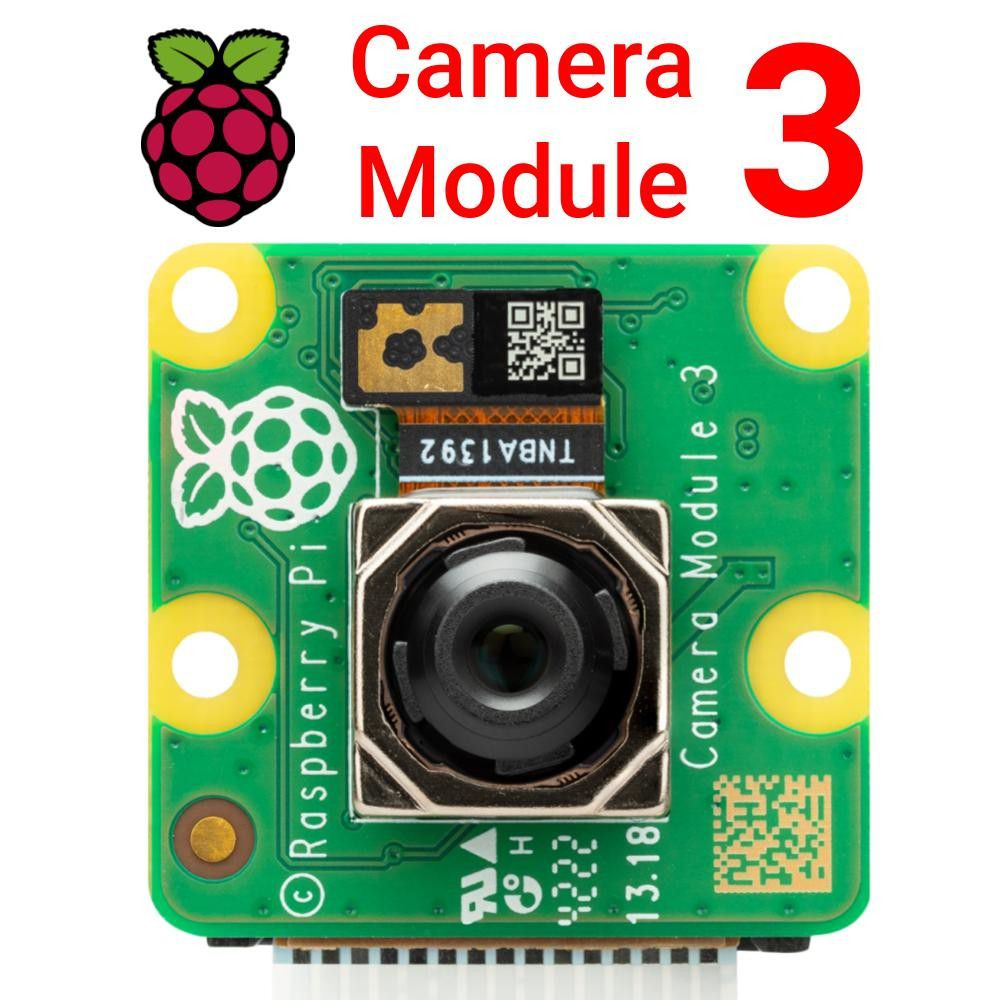 Camera
Module
3
TNBA1392
© Raspberry Pi
Camera Module 3
H
4222
13.18